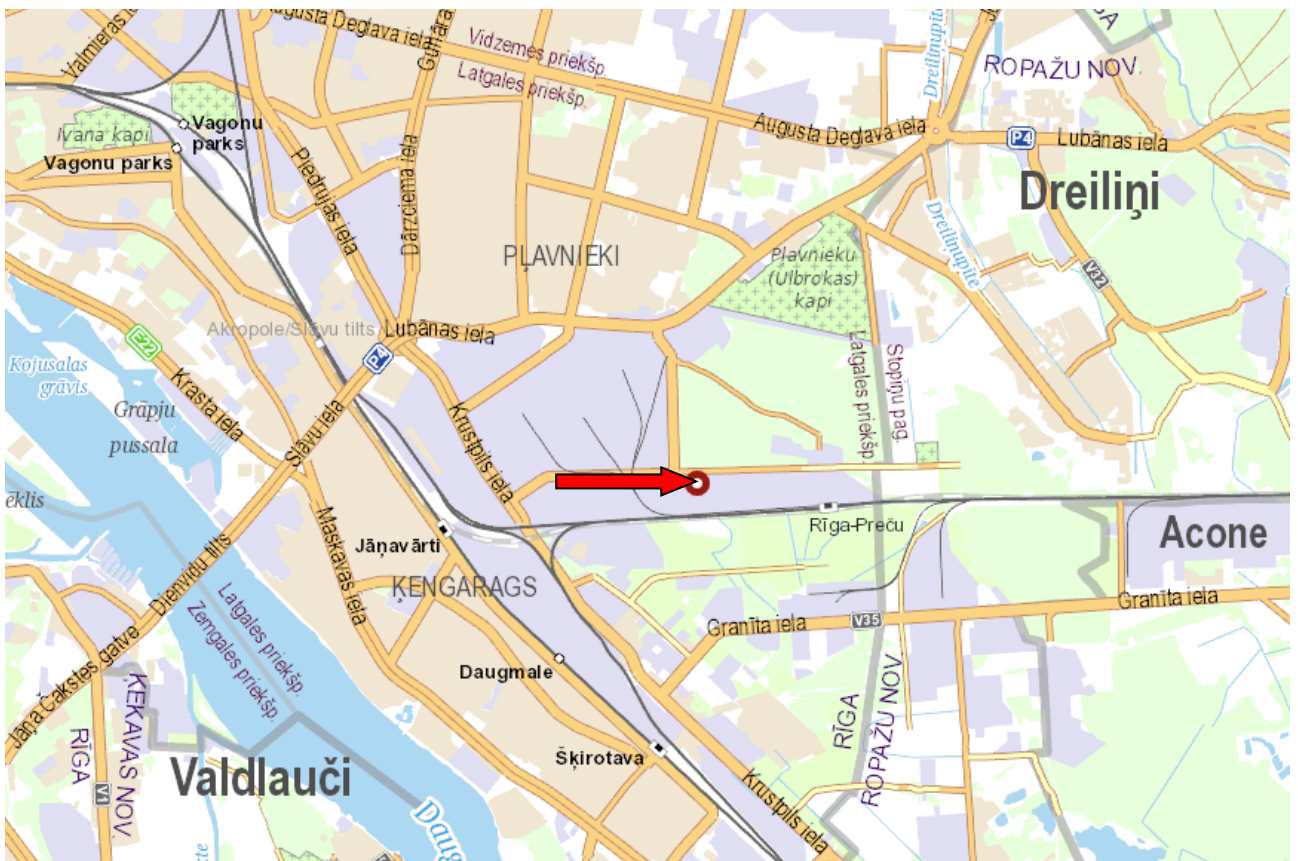 Valmieras iela
Augusta Deglava iela
Vidzemes priekšp.
Latgales priekšp.
Dreiliņupīte
RĪGA
ROPAŽU NOV.
Augusta Deglava iela
P4
Lubānas iela
Vagonu
parks
Ivana kapi
Vagonu parks
Piedrujas iela
Dārzciema iela
Dreiliņi
Dreiliņupīte
PĻAVNIEKI
Pļavnieku
(Ulbrokas)
kapi
V32
E22
Akropole/Slāvu tilts
Lubānas iela
P4
Kojusalas
grāvis
Krasta iela
Grāpju
pussala
Slāvu iela
Krustpils iela
Latgales priekšp.
Stopiņu pag.
ēklis
Maskavas iela
Jāņavārti
Rīga-Preču
Acone
Dienvidu tilts
ĶENGARAGS
Granīta iela
V35
Granīta iela
Latgales priekšp.
Zemgales priekšp.
Jāņa Čakstes gatve
Daugmale
ĶEKAVAS NOV.
RĪGA
RĪGA
ROPAŽU NOV.
Šķirotava
Valdlauči
V1
Krustpils iela
Daug